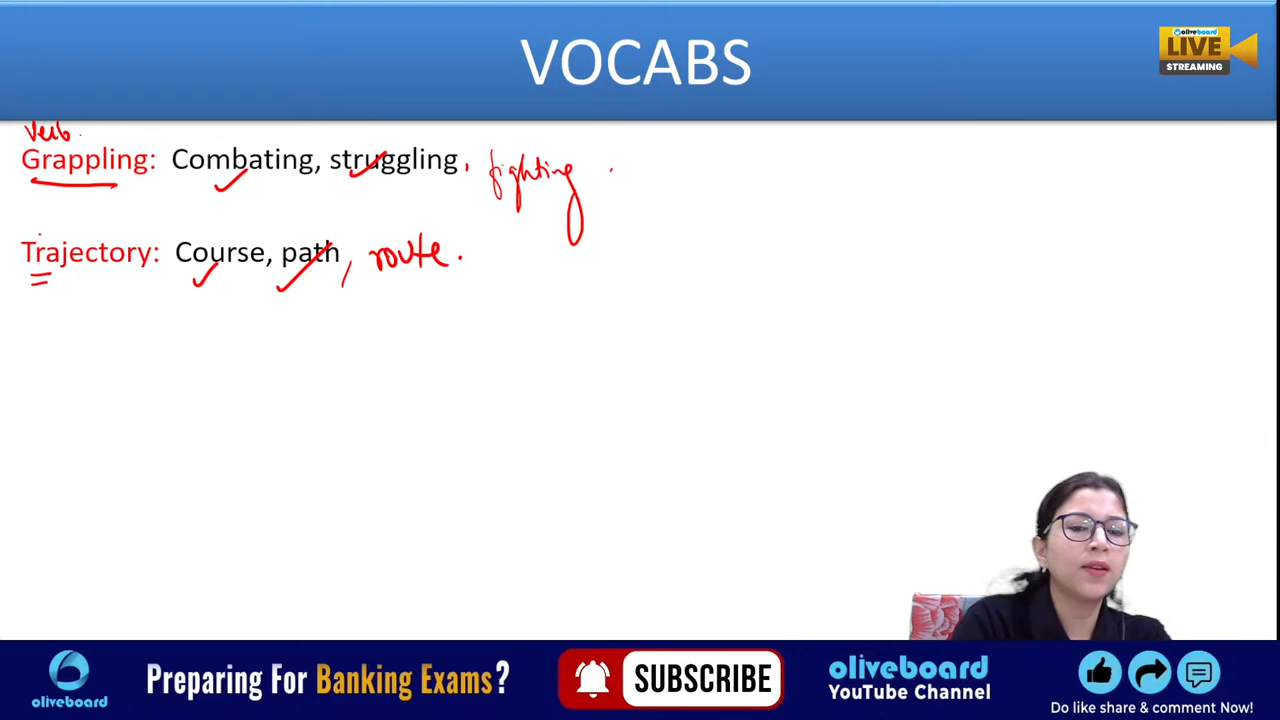 VOCABS
oliveboard
LIVE
STREAMING
Verb.
Grappling: Combating, struggling, fighting.
Trajectory: Course, path, route.
oliveboard
Preparing For Banking Exams?
SUBSCRIBE
oliveboard
YouTube Channel
Do like share & comment Now!